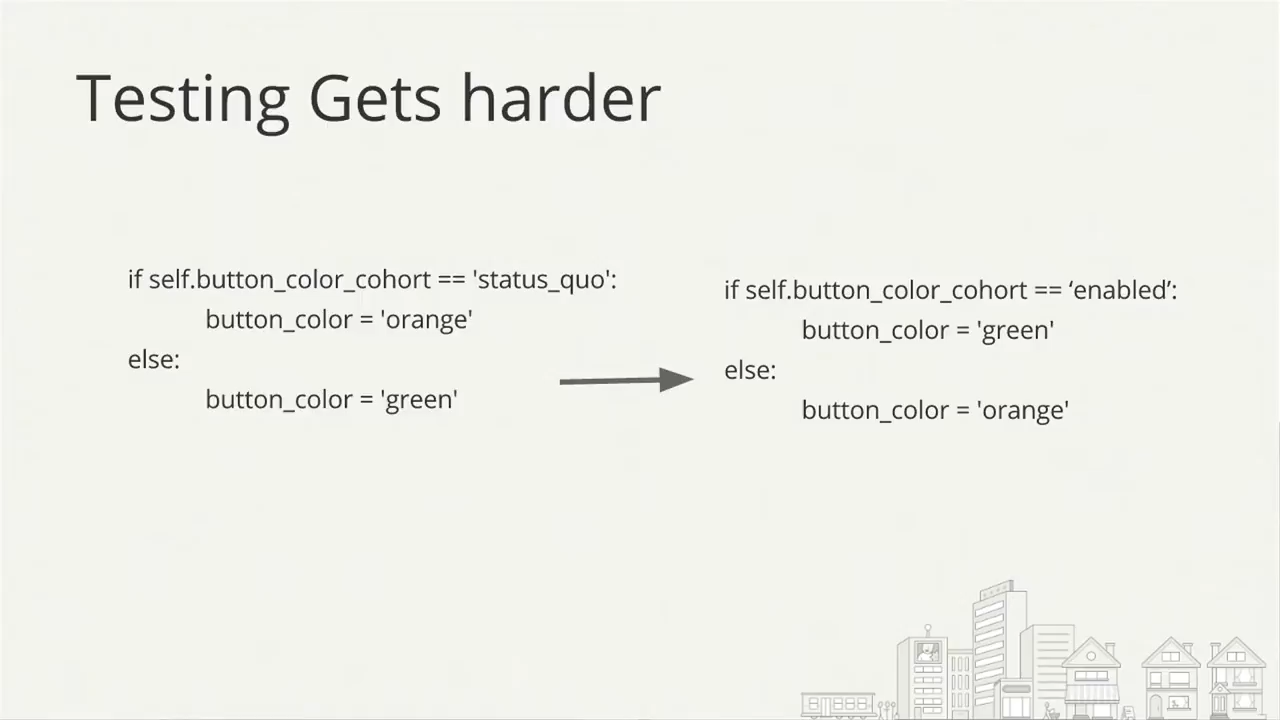 Testing Gets harder
if self.button_color_cohort == 'status_quo':
button_color = 'orange'
else:
button_color = 'green'
if self.button_color_cohort == ‘enabled’:
button_color = 'green'
else:
button_color = 'orange'